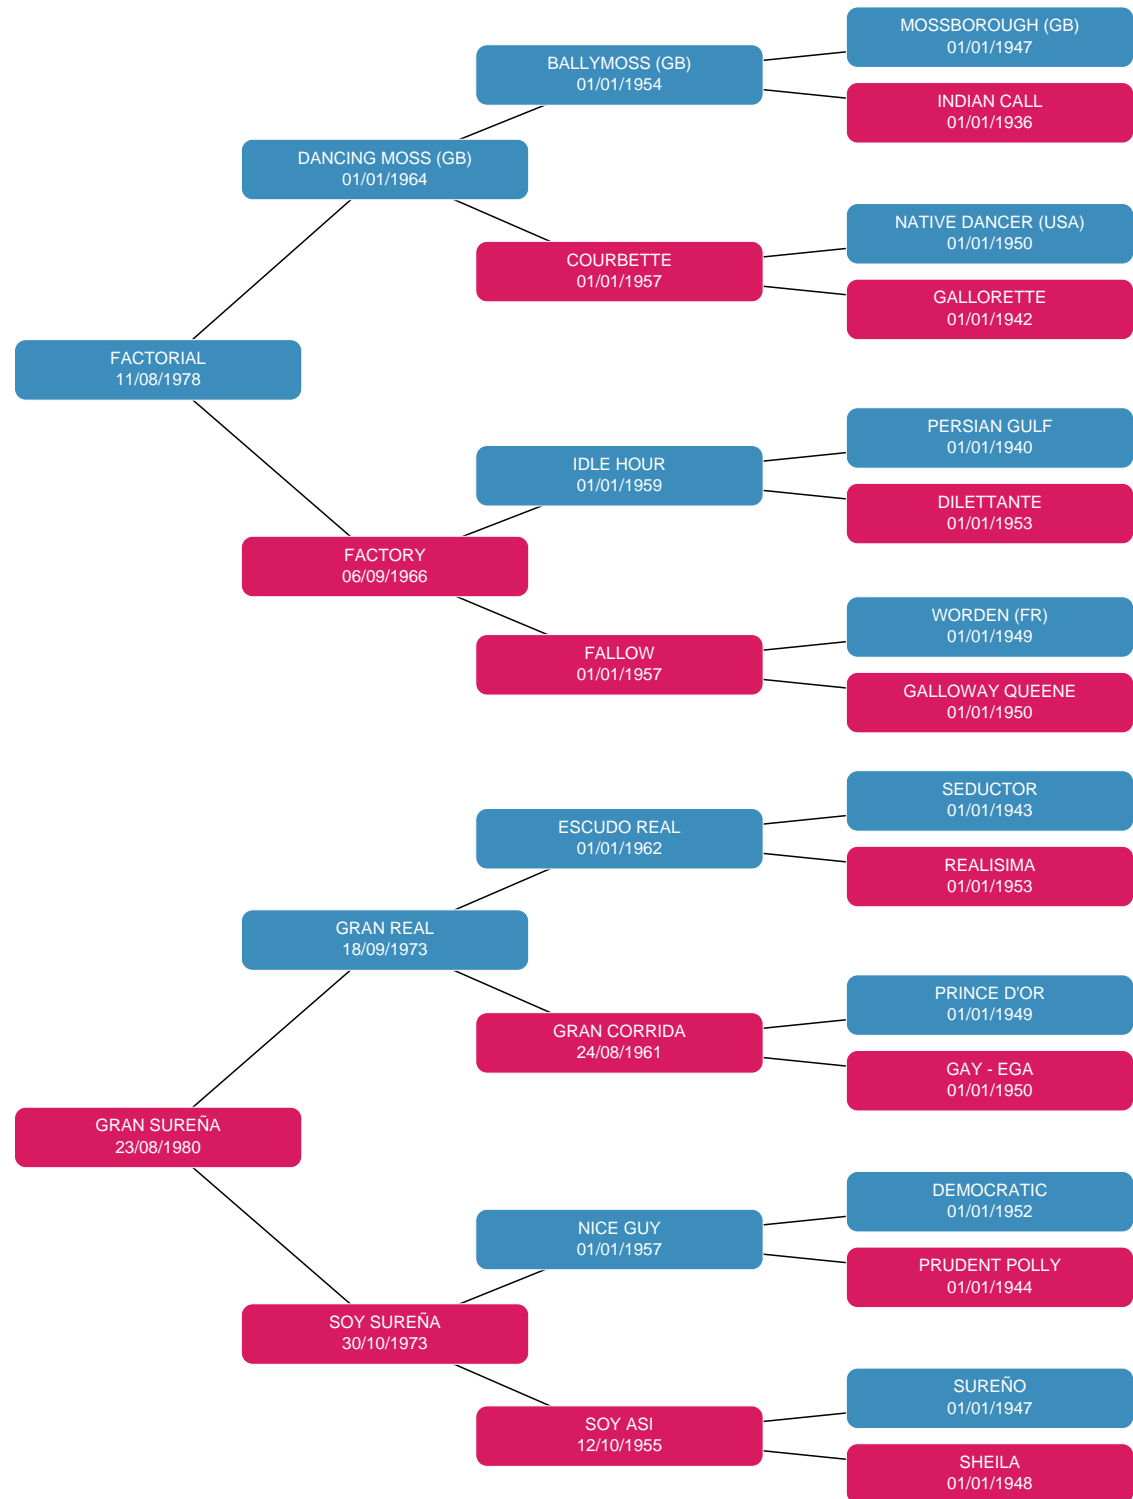 MOSSBOROUGH (GB)
01/01/1947
BALLYMOSS (GB)
01/01/1954
INDIAN CALL
01/01/1936
DANCING MOSS (GB)
01/01/1964
NATIVE DANCER (USA)
01/01/1950
COURBETTE
01/01/1957
GALLORETTE
01/01/1942
FACTORIAL
11/08/1978
PERSIAN GULF
01/01/1940
IDLE HOUR
01/01/1959
DILETTANTE
01/01/1953
FACTORY
06/09/1966
WORDEN (FR)
01/01/1949
FALLOW
01/01/1957
GALLOWAY QUEENE
01/01/1950
SEDUCTOR
01/01/1943
ESCUDO REAL
01/01/1962
REALISIMA
01/01/1953
GRAN REAL
18/09/1973
PRINCE D'OR
01/01/1949
GRAN CORRIDA
24/08/1961
GAY - EGA
01/01/1950
GRAN SUREÑA
23/08/1980
DEMOCRATIC
01/01/1952
NICE GUY
01/01/1957
PRUDENT POLLY
01/01/1944
SOY SUREÑA
30/10/1973
SUREÑO
01/01/1947
SOY ASI
12/10/1955
SHEILA
01/01/1948